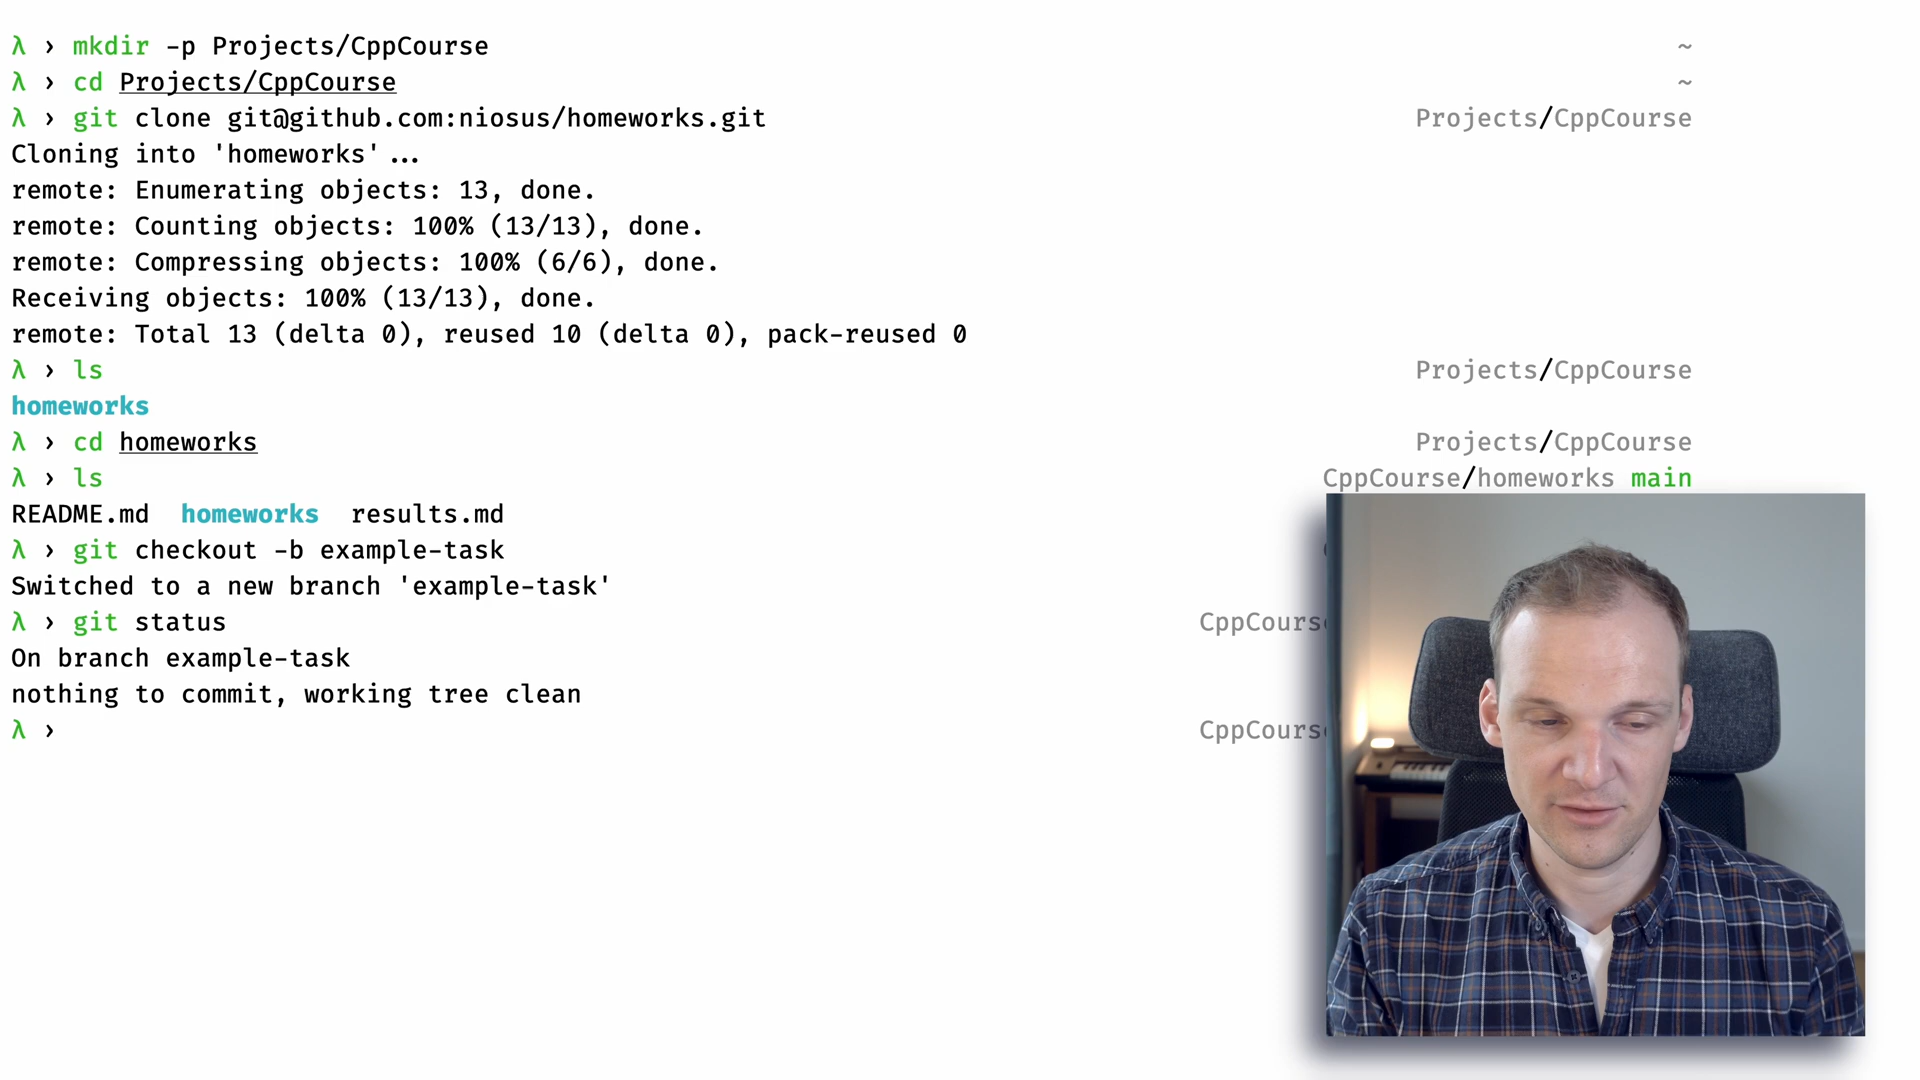 λ › mkdir -p Projects/CppCourse ~
λ › cd Projects/CppCourse ~
λ › git clone git@github.com:niosus/homeworks.git Projects/CppCourse
Cloning into 'homeworks'...
remote: Enumerating objects: 13, done.
remote: Counting objects: 100% (13/13), done.
remote: Compressing objects: 100% (6/6), done.
Receiving objects: 100% (13/13), done.
remote: Total 13 (delta 0), reused 10 (delta 0), pack-reused 0
λ › ls Projects/CppCourse
homeworks
λ › cd homeworks Projects/CppCourse
λ › ls CppCourse/homeworks main
README.md homeworks results.md
λ › git checkout -b example-task
Switched to a new branch 'example-task'
λ › git status CppCours
On branch example-task
nothing to commit, working tree clean
λ › CppCours